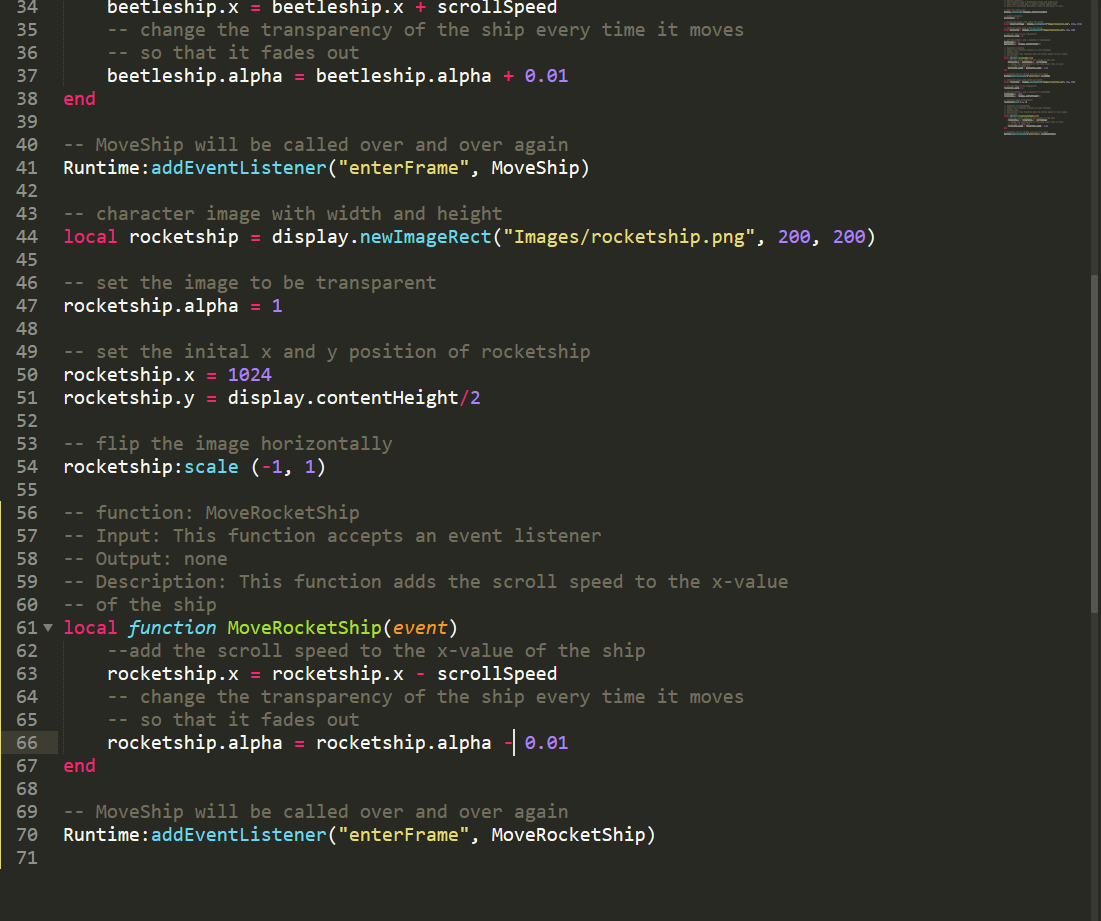 34 beetleship.x = beetleship.x + scrollSpeed
35 -- change the transparency of the ship every time it moves
36 -- so that it fades out
37 beetleship.alpha = beetleship.alpha + 0.01
38 end
39
40 -- MoveShip will be called over and over again
41 Runtime:addEventListener("enterFrame", MoveShip)
42
43 -- character image with width and height
44 local rocketship = display.newImageRect("Images/rocketship.png", 200, 200)
45
46 -- set the image to be transparent
47 rocketship.alpha = 1
48
49 -- set the inital x and y position of rocketship
50 rocketship.x = 1024
51 rocketship.y = display.contentHeight/2
52
53 -- flip the image horizontally
54 rocketship:scale (-1, 1)
55
56 -- function: MoveRocketShip
57 -- Input: This function accepts an event listener
58 -- Output: none
59 -- Description: This function adds the scroll speed to the x-value
60 -- of the ship
61 local function MoveRocketShip(event)
62 --add the scroll speed to the x-value of the ship
63 rocketship.x = rocketship.x - scrollSpeed
64 -- change the transparency of the ship every time it moves
65 -- so that it fades out
66 rocketship.alpha = rocketship.alpha - 0.01
67 end
68
69 -- MoveShip will be called over and over again
70 Runtime:addEventListener("enterFrame", MoveRocketShip)
71